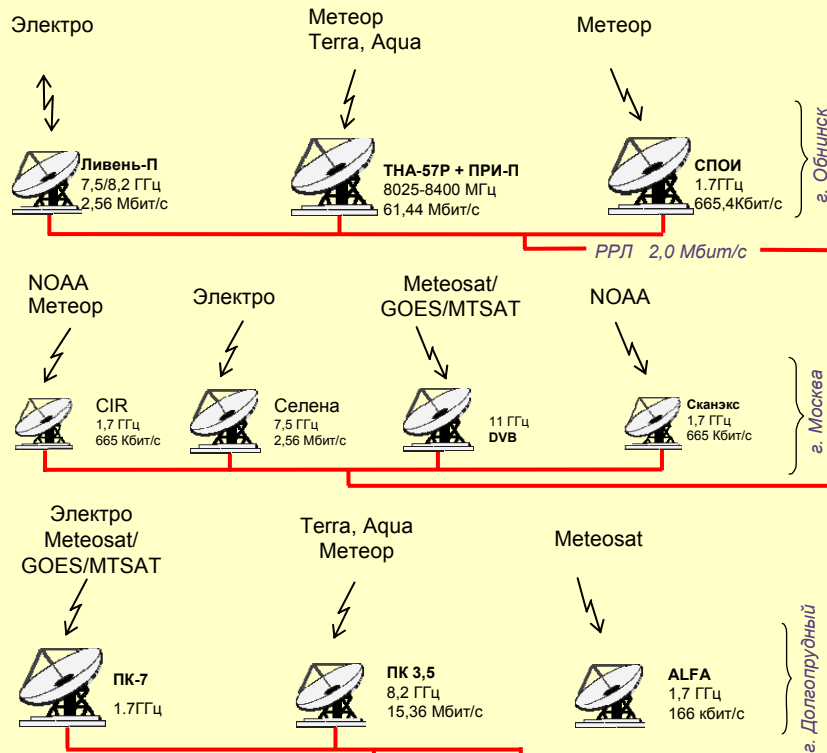 Электро
Метеор
Terra, Aqua
Метеор
Ливень-П
7,5/8,2 ГГц
2,56 Мбит/с
ТНА-57Р + ПРИ-П
8025-8400 МГц
61,44 Мбит/с
СПОИ
1.7ГГц
665,4Кбит/с
г. Обнинск
РРЛ 2,0 Мбит/с
NOAA
Метеор
Электро
Meteosat/
GOES/MTSAT
NOAA
CIR
1,7 ГГц
665 Кбит/с
Селена
7,5 ГГц
2,56 Мбит/с
11 ГГц
DVB
Сканэкс
1,7 ГГц
665 Кбит/с
г. Москва
Электро
Meteosat/
GOES/MTSAT
Terra, Aqua
Метеор
Meteosat
ПК-7
1.7ГГц
ПК 3,5
8,2 ГГц
15,36 Мбит/с
ALFA
1,7 ГГц
166 кбит/с
г. Долгопрудный